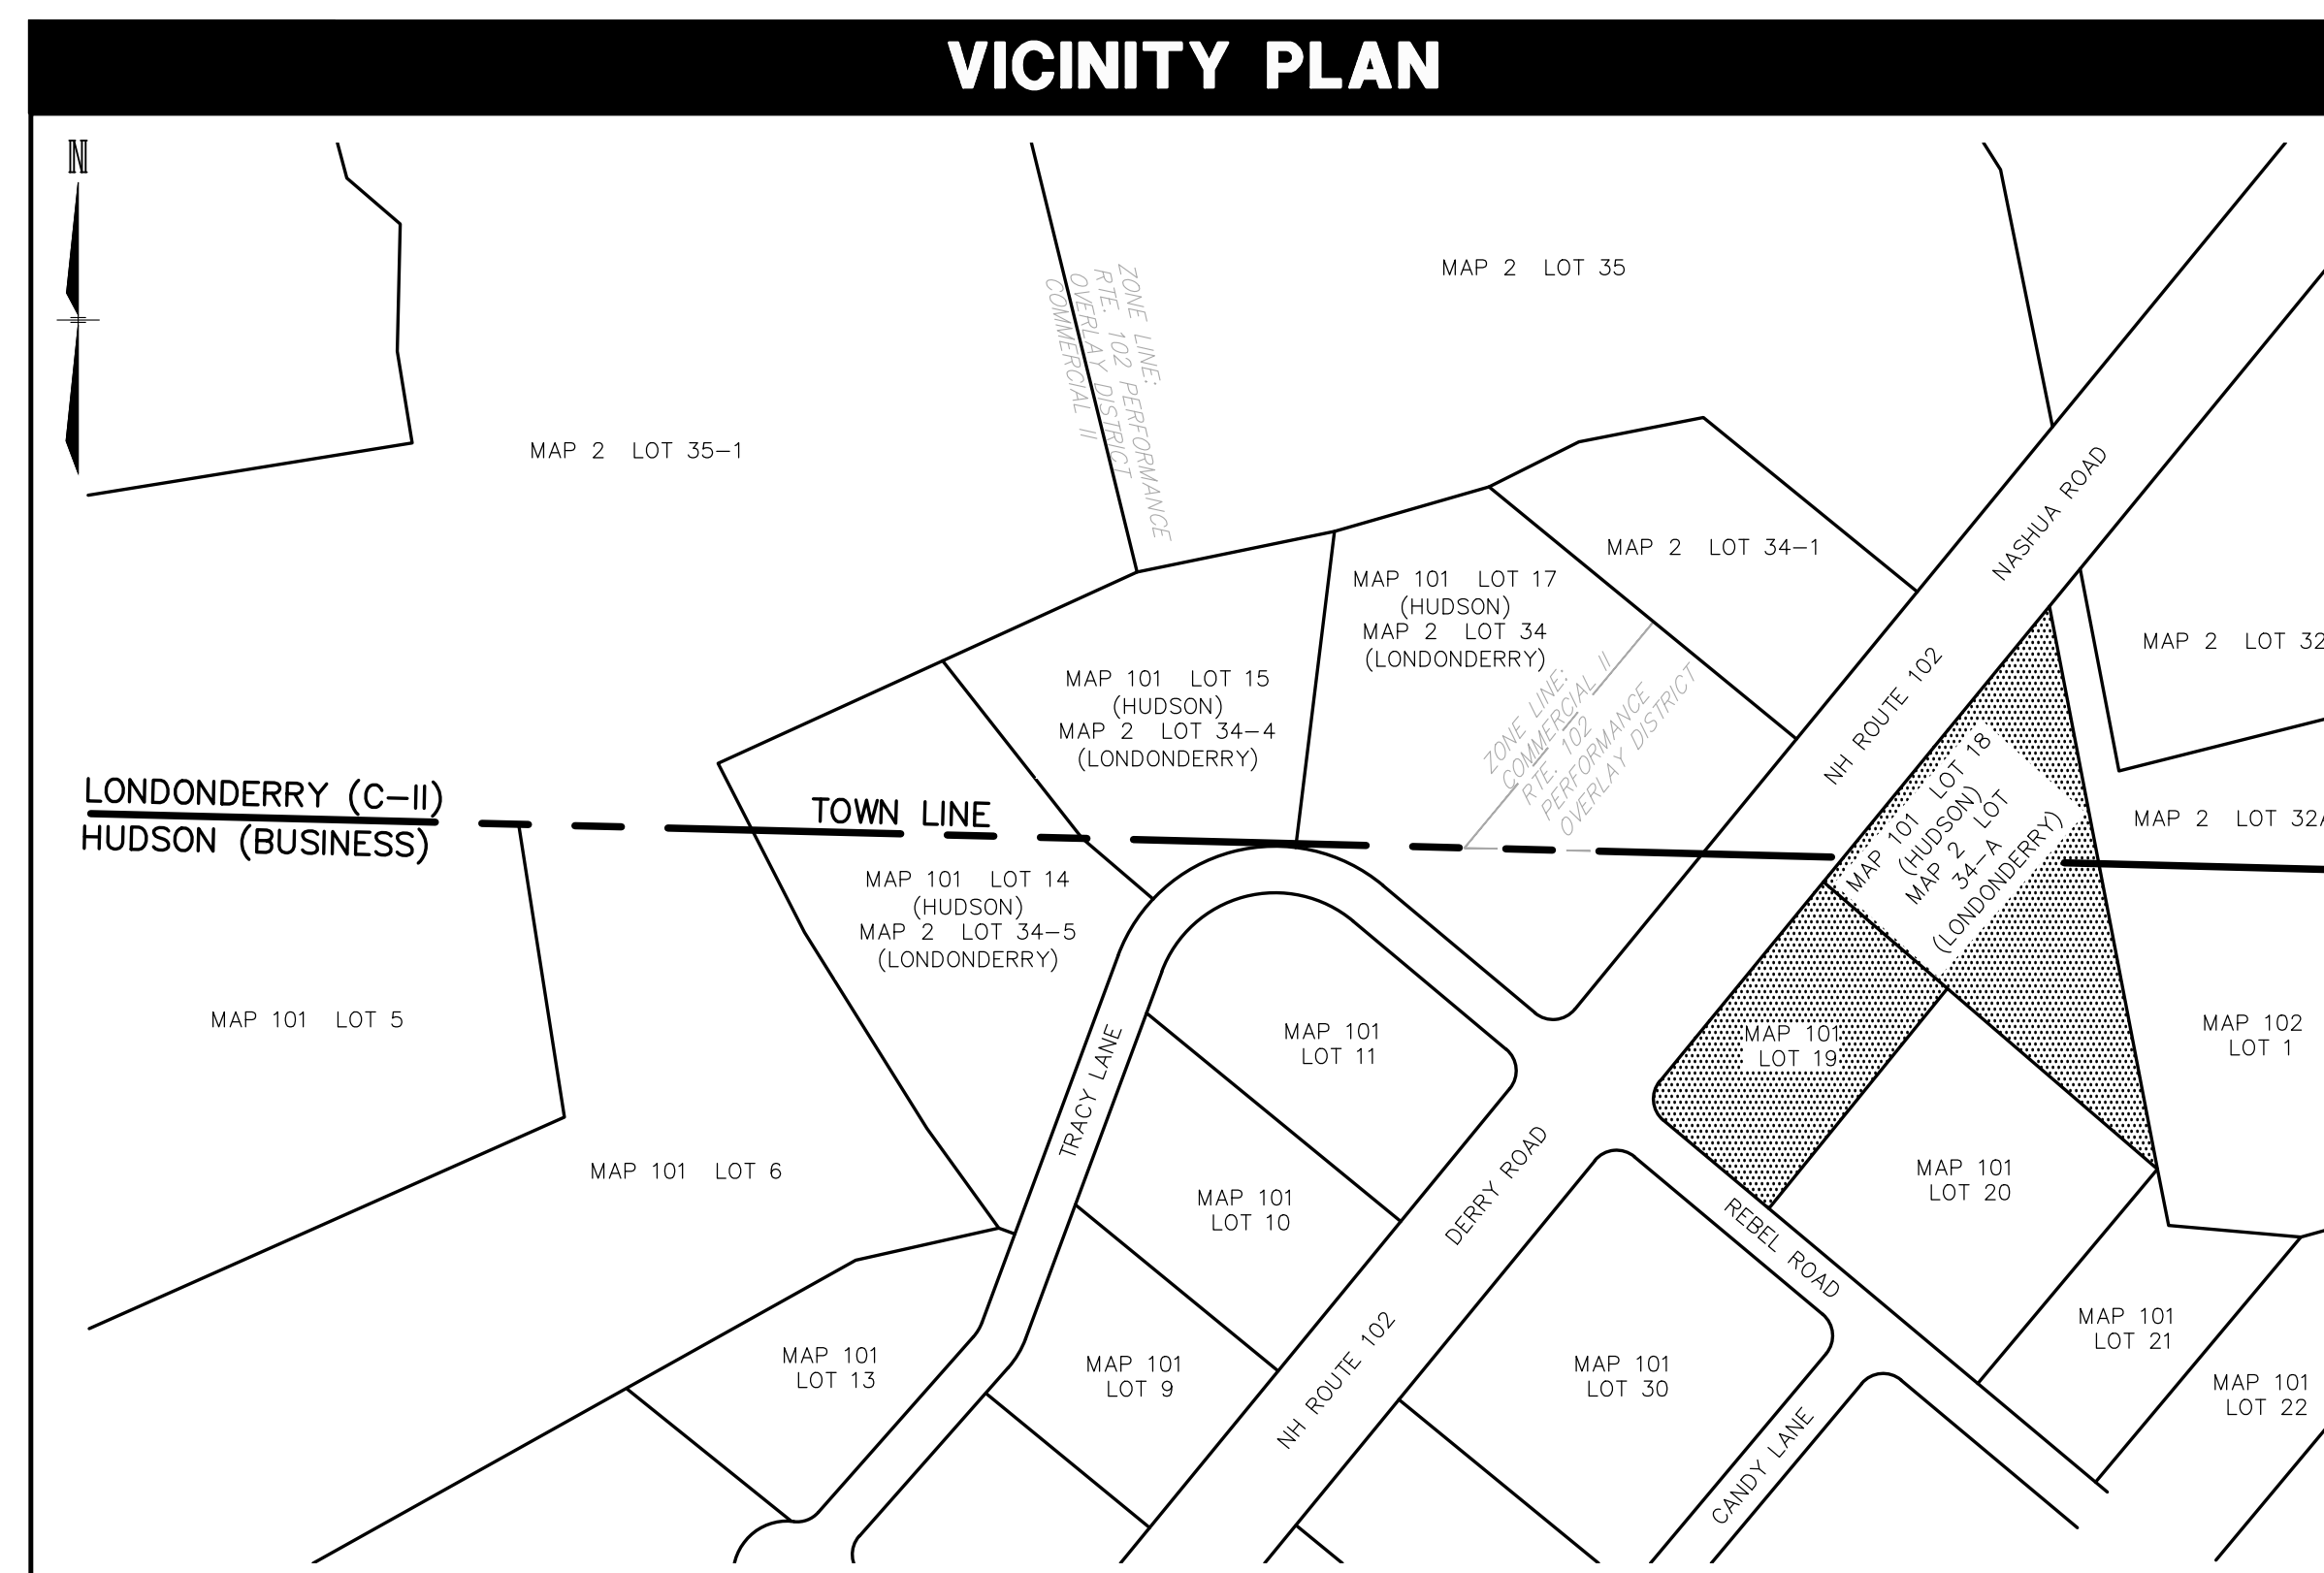 VICINITY PLAN
N
MAP 2 LOT 35
MAP 2 LOT 35-1
ZONE LINE:
RTE. 102 PERFORMANCE
OVERLAY DISTRICT
COMMERCIAL II
NASHUA ROAD
MAP 2 LOT 34-1
MAP 101 LOT 17
(HUDSON)
MAP 2 LOT 34
(LONDONDERRY)
MAP 2 LOT 32
MAP 101 LOT 15
(HUDSON)
MAP 2 LOT 34-4
(LONDONDERRY)
ZONE LINE:
COMMERCIAL II
RTE. 102
PERFORMANCE
OVERLAY DISTRICT
NH ROUTE 102
MAP 101 LOT 18
(HUDSON)
MAP 2 LOT
34-A
(LONDONDERRY)
LONDONDERRY (C-II)
HUDSON (BUSINESS)
TOWN LINE
MAP 2 LOT 32A
MAP 101 LOT 14
(HUDSON)
MAP 2 LOT 34-5
(LONDONDERRY)
MAP 101 LOT 5
MAP 101
LOT 11
MAP 101
LOT 19
MAP 102
LOT 1
TRACY LANE
MAP 101 LOT 6
MAP 101
LOT 10
DERRY ROAD
MAP 101
LOT 20
REBEL ROAD
MAP 101
LOT 13
MAP 101
LOT 9
NH ROUTE 102
MAP 101
LOT 30
MAP 101
LOT 21
MAP 101
LOT 22
CANDY LANE